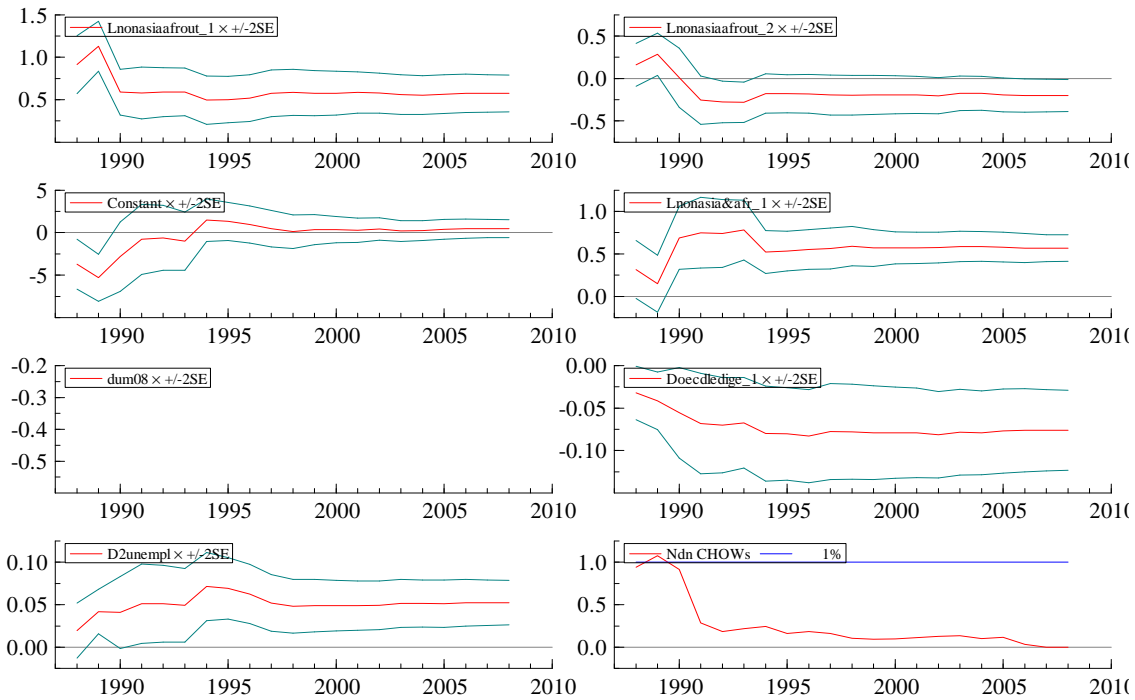 Lnonasiaafrout_1 × +/-2SE
1.5
1.0
0.5
1990 1995 2000 2005 2010
Lnonasiaafrout_2 × +/-2SE
0.5
0.0
-0.5
1990 1995 2000 2005 2010
Constant × +/-2SE
5
0
-5
1990 1995 2000 2005 2010
Lnonasia&afr_1 × +/-2SE
1.0
0.5
0.0
1990 1995 2000 2005 2010
dum08 × +/-2SE
-0.2
-0.3
-0.4
-0.5
1990 1995 2000 2005 2010
Doecdledige_1 × +/-2SE
0.00
-0.05
-0.10
1990 1995 2000 2005 2010
D2unempl × +/-2SE
0.10
0.05
0.00
1990 1995 2000 2005 2010
Ndn CHOWs 1%
1.0
0.5
0.0
1990 1995 2000 2005 2010